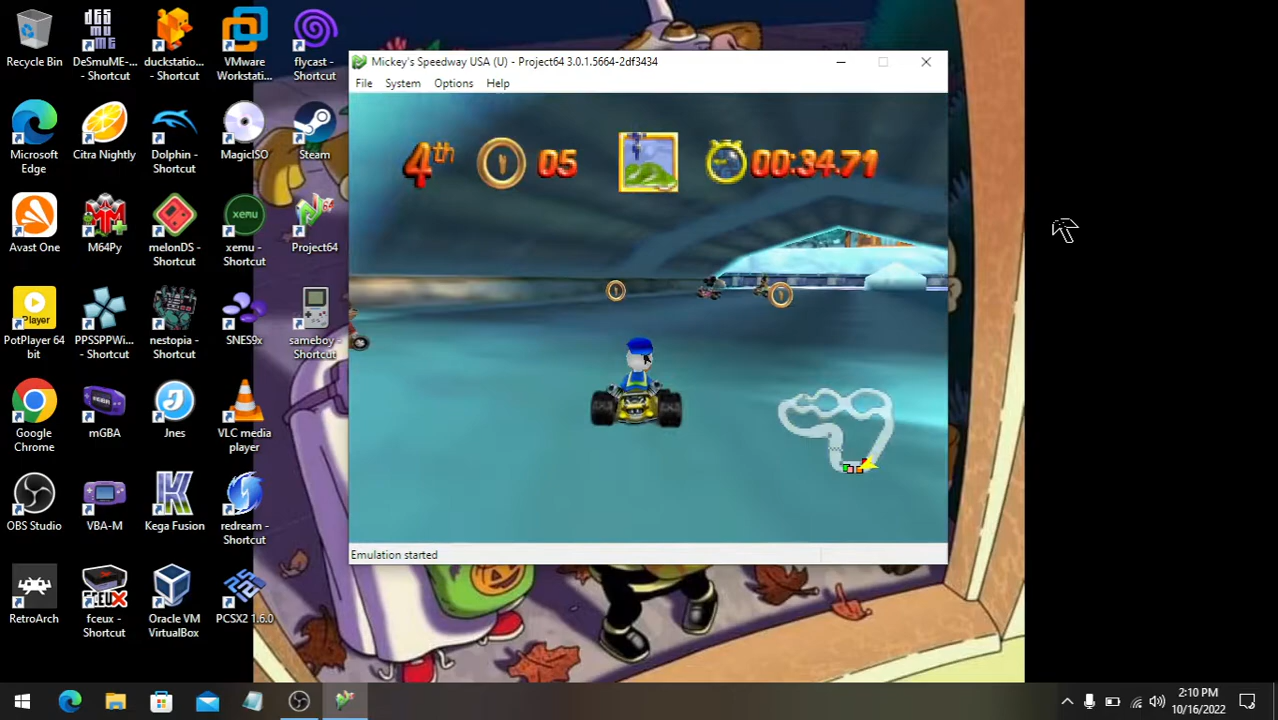 Recycle Bin
DeSmuME-... - Shortcut
duckstatio... - Shortcut
VMware Workstati...
flycast - Shortcut
Microsoft Edge
Citra Nightly
Dolphin - Shortcut
MagicISO
Steam
Avast One
M64Py
melonDS - Shortcut
xemu
xemu - Shortcut
Project64
Player
PotPlayer 64 bit
PPSSPPWi... - Shortcut
nestopia - Shortcut
SNES9x
sameboy - Shortcut
Google Chrome
mGBA
Jnes
VLC media player
OBS Studio
VBA-M
Kega Fusion
redream - Shortcut
RetroArch
FCEUX
fceux - Shortcut
Oracle VM VirtualBox
PCSX2 1.6.0
Mickey's Speedway USA (U) - Project64 3.0.1.5664-2df3434
File System Options Help
4th 05 00:34.71
Emulation started
2:10 PM
10/16/2022